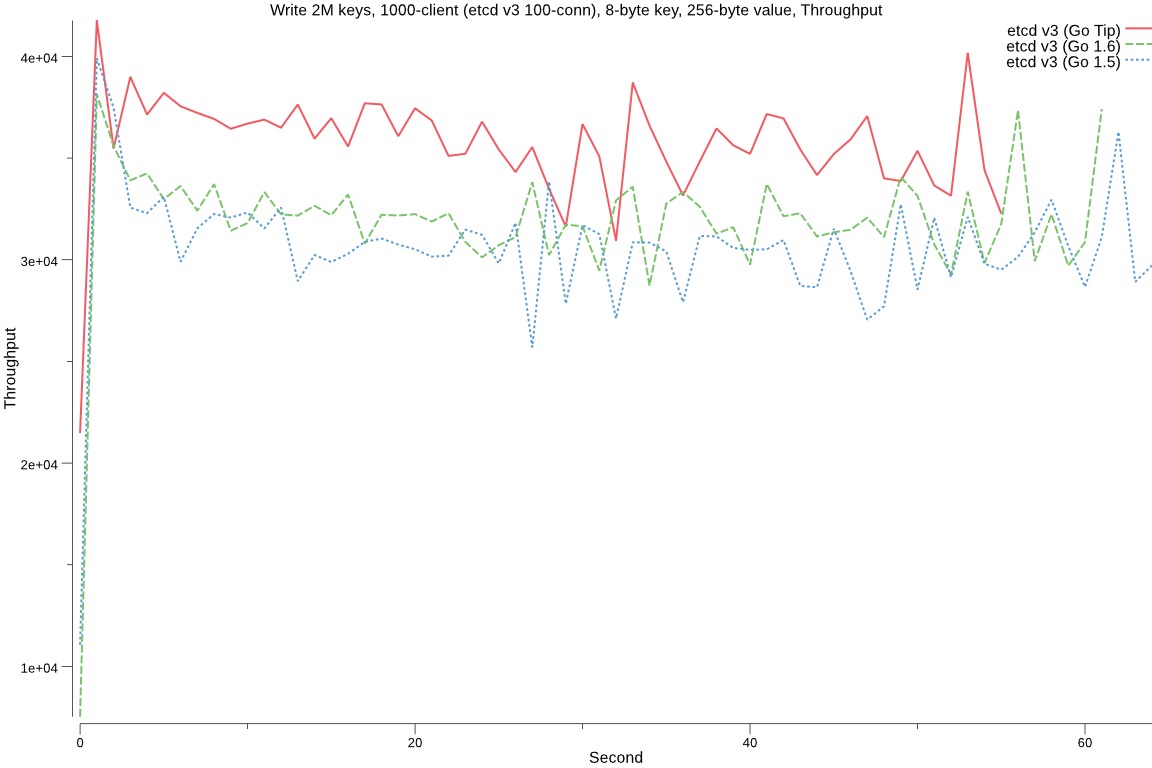 Write 2M keys, 1000-client (etcd v3 100-conn), 8-byte key, 256-byte value, Throughput
etcd v3 (Go Tip)
etcd v3 (Go 1.6)
etcd v3 (Go 1.5)
4e+04
3e+04
2e+04
1e+04
Throughput
0
20
40
60
Second